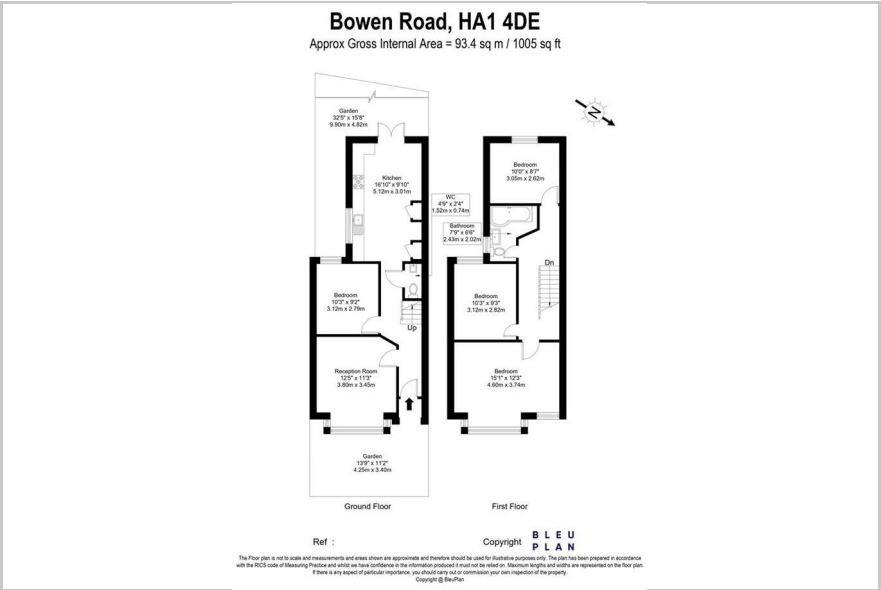 Bowen Road, HA1 4DE
Approx Gross Internal Area = 93.4 sq m / 1005 sq ft
Garden
32'5" x 15'8"
9.90m x 4.82m
Kitchen
16'10" x 9'10"
5.12m x 3.01m
WC
4'9" x 2'4"
1.52m x 0.74m
Bedroom
10'3" x 9'2"
3.12m x 2.79m
Up
Reception Room
12'5" x 11'3"
3.80m x 3.45m
Garden
13'9" x 11'2"
4.25m x 3.40m
Ground Floor
N
Bedroom
10'0" x 8'7"
3.05m x 2.62m
Bathroom
7'9" x 6'6"
2.43m x 2.02m
Dn
Bedroom
10'3" x 9'3"
3.12m x 2.82m
Bedroom
15'1" x 12'3"
4.60m x 3.74m
First Floor
Ref :
Copyright
BLEU
PLAN
The Floor plan is not to scale and measurements and areas shown are approximate and therefore should be used for illustrative purposes only. The plan has been prepared in accordance
with the RICS code of Measuring Practice and whilst we have confidence in the information produced it must not be relied on. Maximum lengths and widths are represented on the floor plan.
If there is any aspect of particular importance, you should carry out or commission your own inspection of the property.
Copyright @ BleuPlan